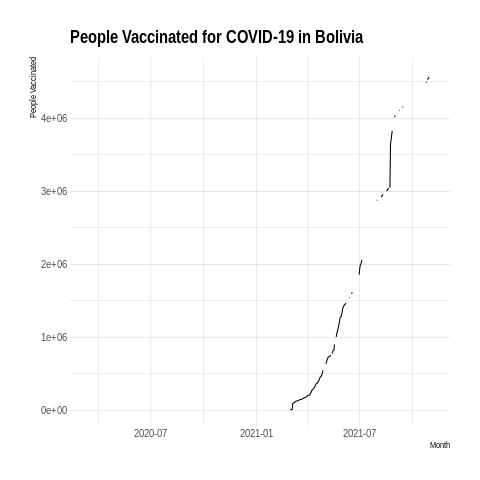 People Vaccinated for COVID-19 in Bolivia
People Vaccinated
4e+06
3e+06
2e+06
1e+06
0e+00
2020-07
2021-01
2021-07
Month